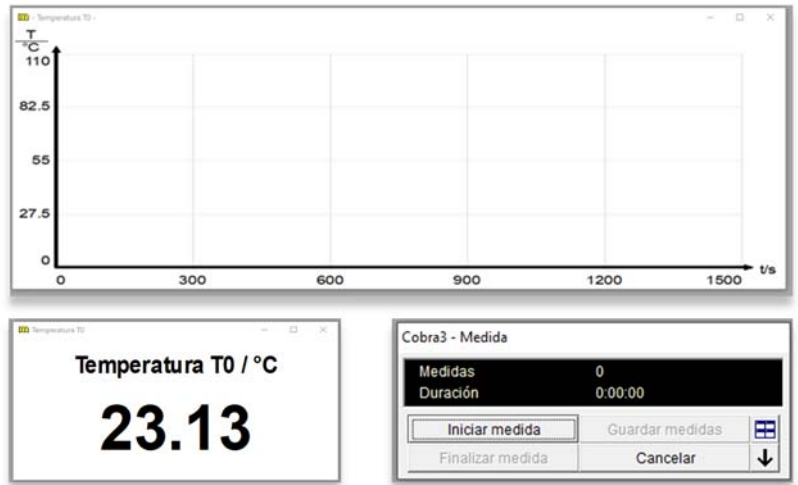 - Temperatura T0 -
T
°C
110
82.5
55
27.5
0
0 300 600 900 1200 1500 t/s
Temperatura T0
Temperatura T0 / °C
23.13
Cobra3 - Medida
Medidas 0
Duración 0:00:00
Iniciar medida Guardar medidas
Finalizar medida Cancelar